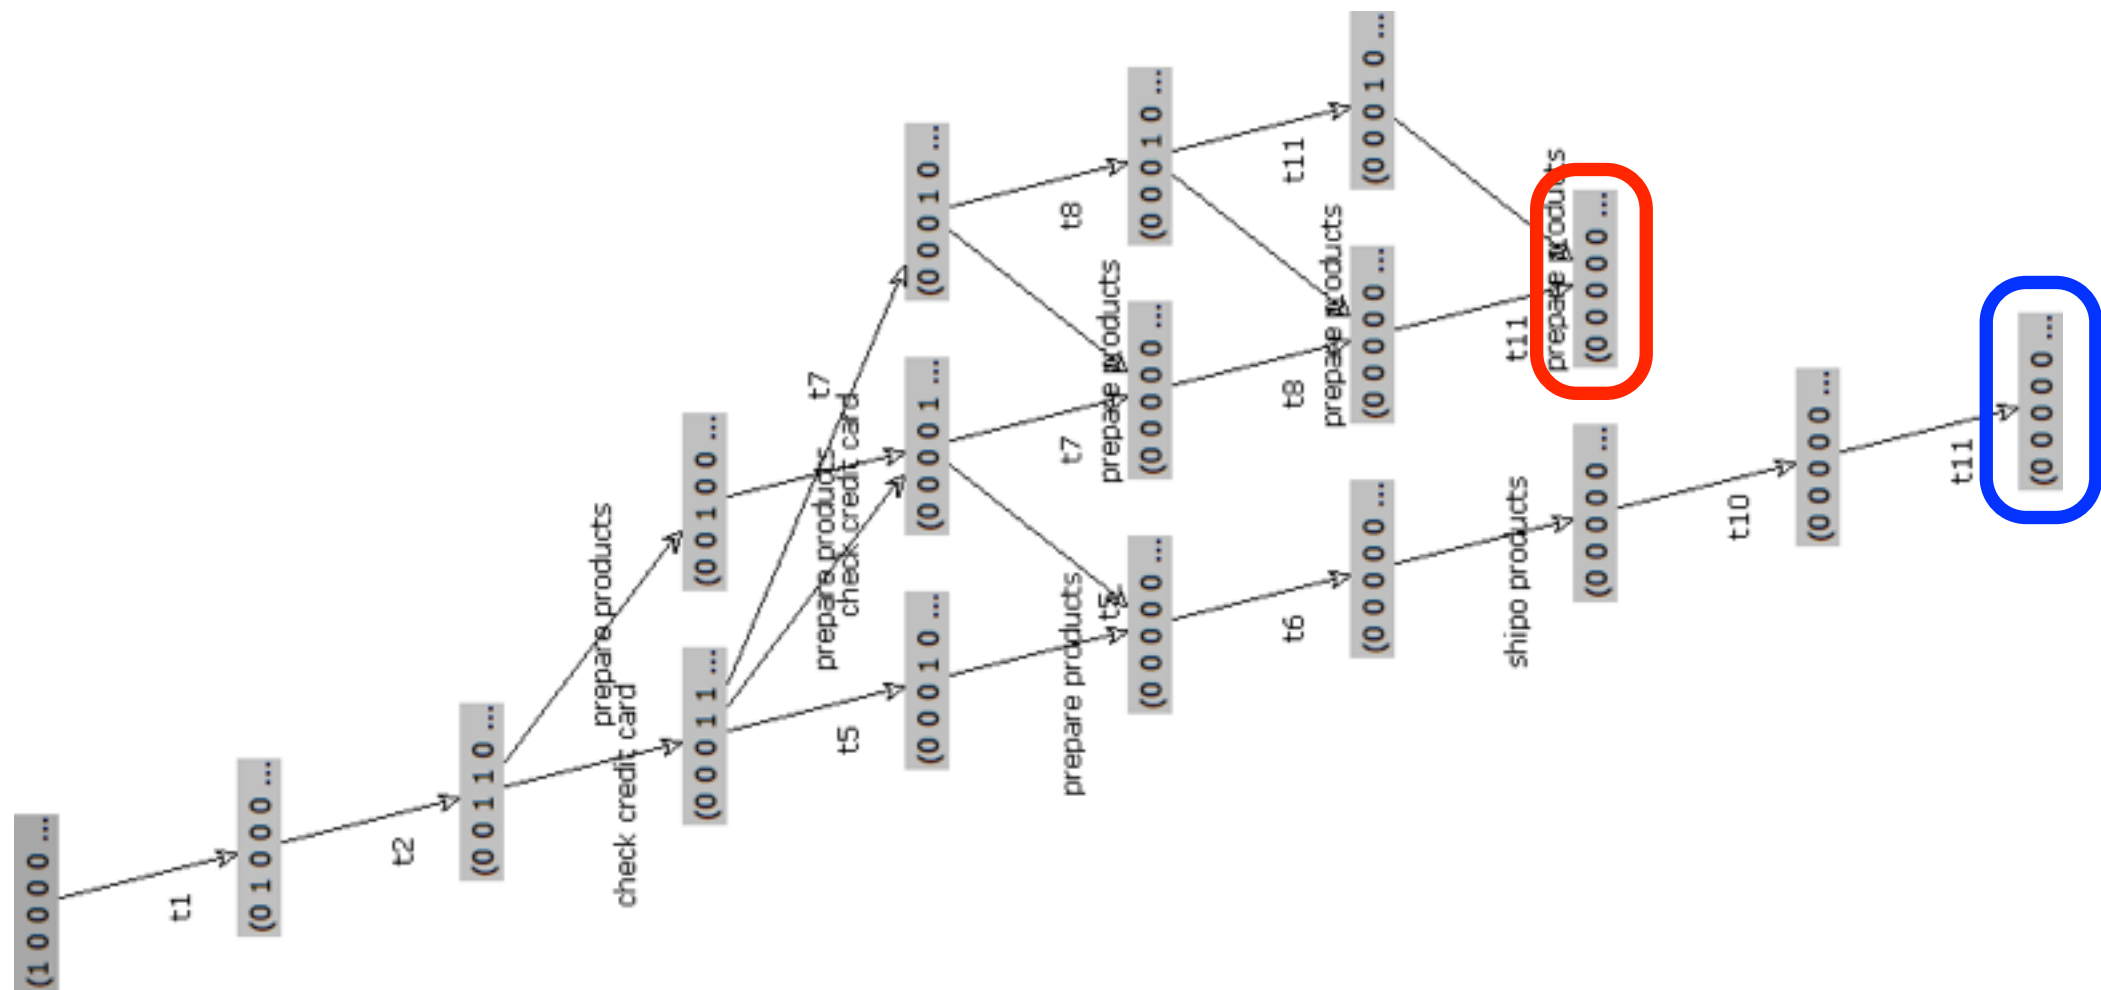 (1 0 0 0 0 ...
t1
(0 1 0 0 0 ...
t2
(0 0 1 1 0 ...
check credit card
prepare products
(0 0 0 1 1 ...
(0 0 1 0 0 ...
t5
prepare products
check credit card
t7
(0 0 0 1 0 ...
(0 0 0 0 1 ...
(0 0 0 1 0 ...
prepare products
t5
t7
prepare products
t8
(0 0 0 0 0 ...
(0 0 0 0 0 ...
(0 0 0 1 0 ...
t6
t8
prepare products
t11
(0 0 0 0 0 ...
(0 0 0 0 0 ...
(0 0 0 1 0 ...
shipo products
t11
prepare products
(0 0 0 0 0 ...
(0 0 0 0 0 ...
t10
(0 0 0 0 0 ...
t11
(0 0 0 0 0 ...